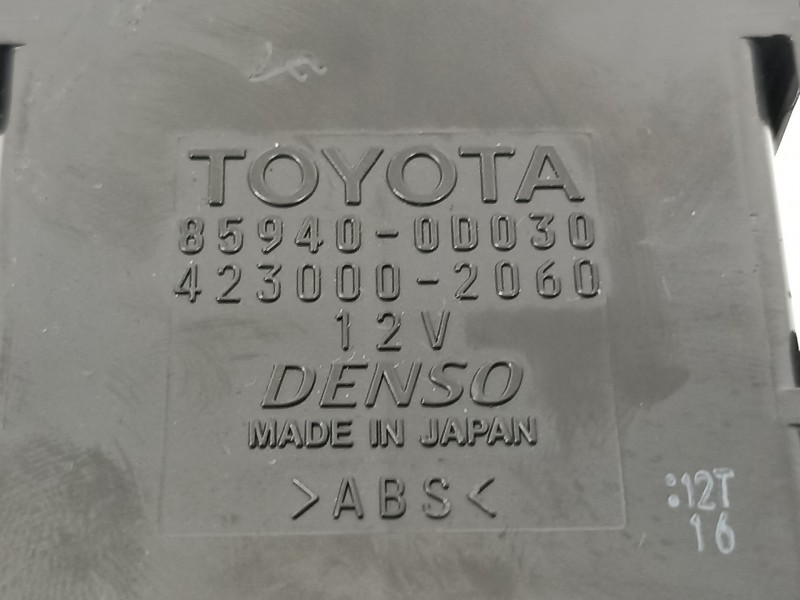 TOYOTA
85940-0D030
423000-2060
12V
DENSO
MADE IN JAPAN
>ABS<
:12T
16